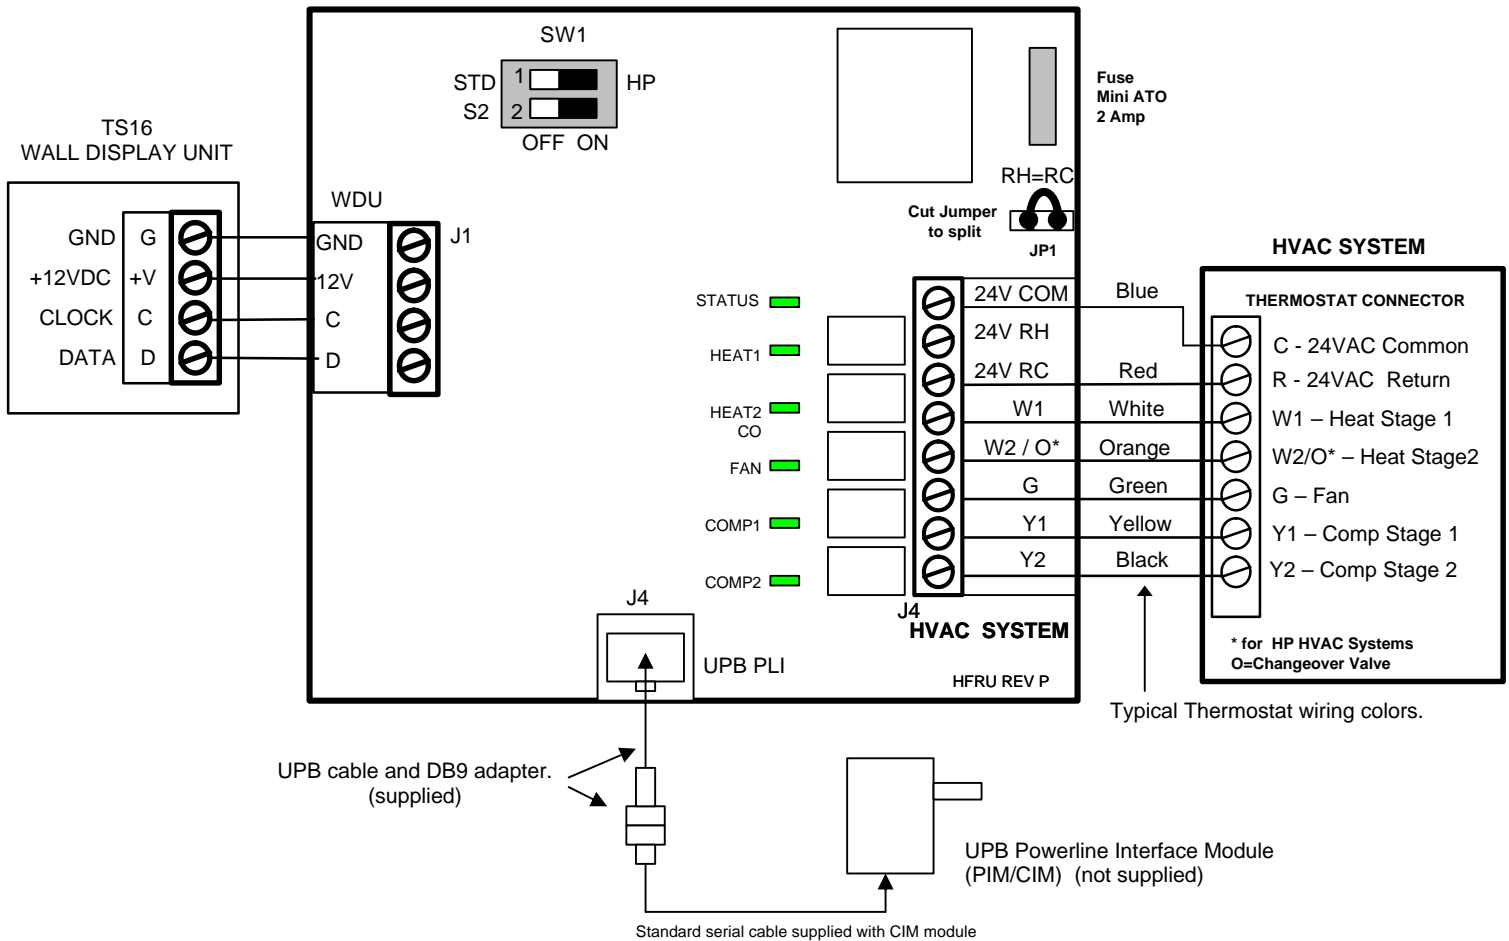 SW1
STD
1
HP
S2
2
OFF ON
Fuse
Mini ATO
2 Amp
RH=RC
Cut Jumper
to split
JP1
TS16
WALL DISPLAY UNIT
GND G
+12VDC +V
CLOCK C
DATA D
WDU
J1
GND
12V
C
D
STATUS
HEAT1
HEAT2
CO
FAN
COMP1
COMP2
24V COM Blue
24V RH
24V RC Red
W1 White
W2 / O* Orange
G Green
Y1 Yellow
Y2 Black
J4
HVAC SYSTEM
HFRU REV P
HVAC SYSTEM
THERMOSTAT CONNECTOR
C - 24VAC Common
R - 24VAC Return
W1 – Heat Stage 1
W2/O* – Heat Stage2
G – Fan
Y1 – Comp Stage 1
Y2 – Comp Stage 2
* for HP HVAC Systems
O=Changeover Valve
Typical Thermostat wiring colors.
J4
UPB PLI
UPB cable and DB9 adapter.
(supplied)
UPB Powerline Interface Module
(PIM/CIM) (not supplied)
Standard serial cable supplied with CIM module